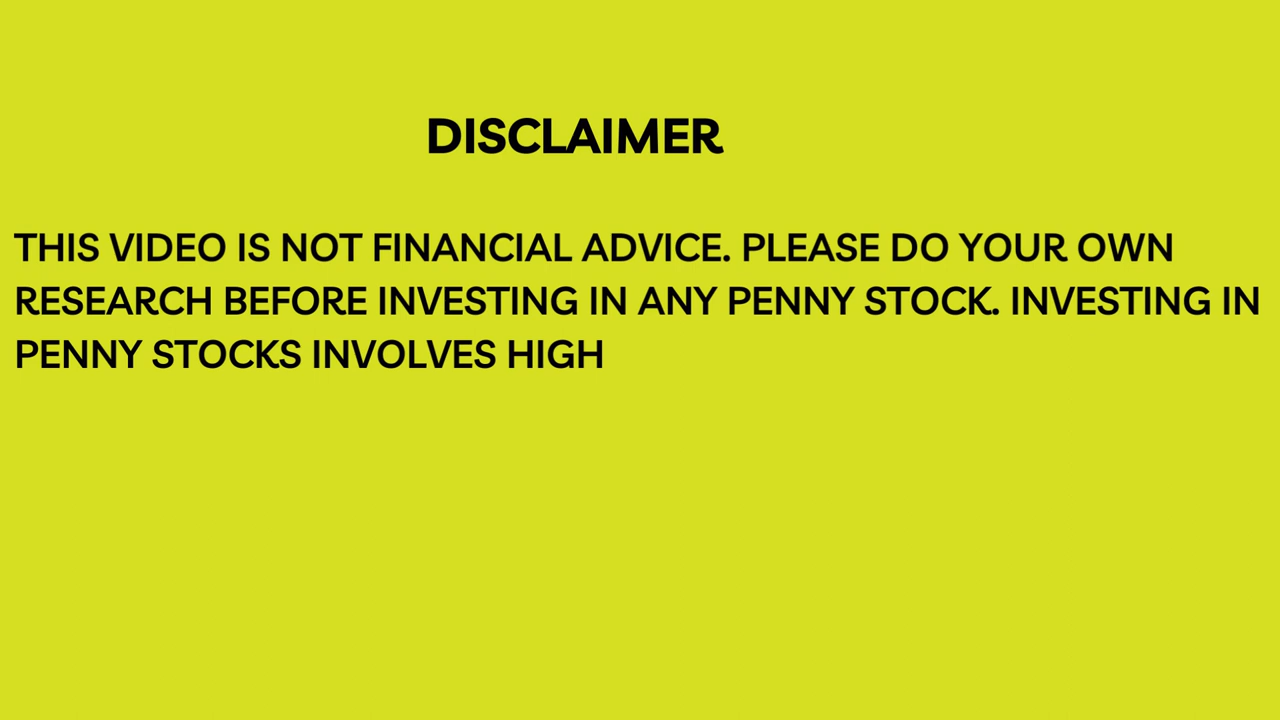 DISCLAIMER
THIS VIDEO IS NOT FINANCIAL ADVICE. PLEASE DO YOUR OWN
RESEARCH BEFORE INVESTING IN ANY PENNY STOCK. INVESTING IN
PENNY STOCKS INVOLVES HIGH